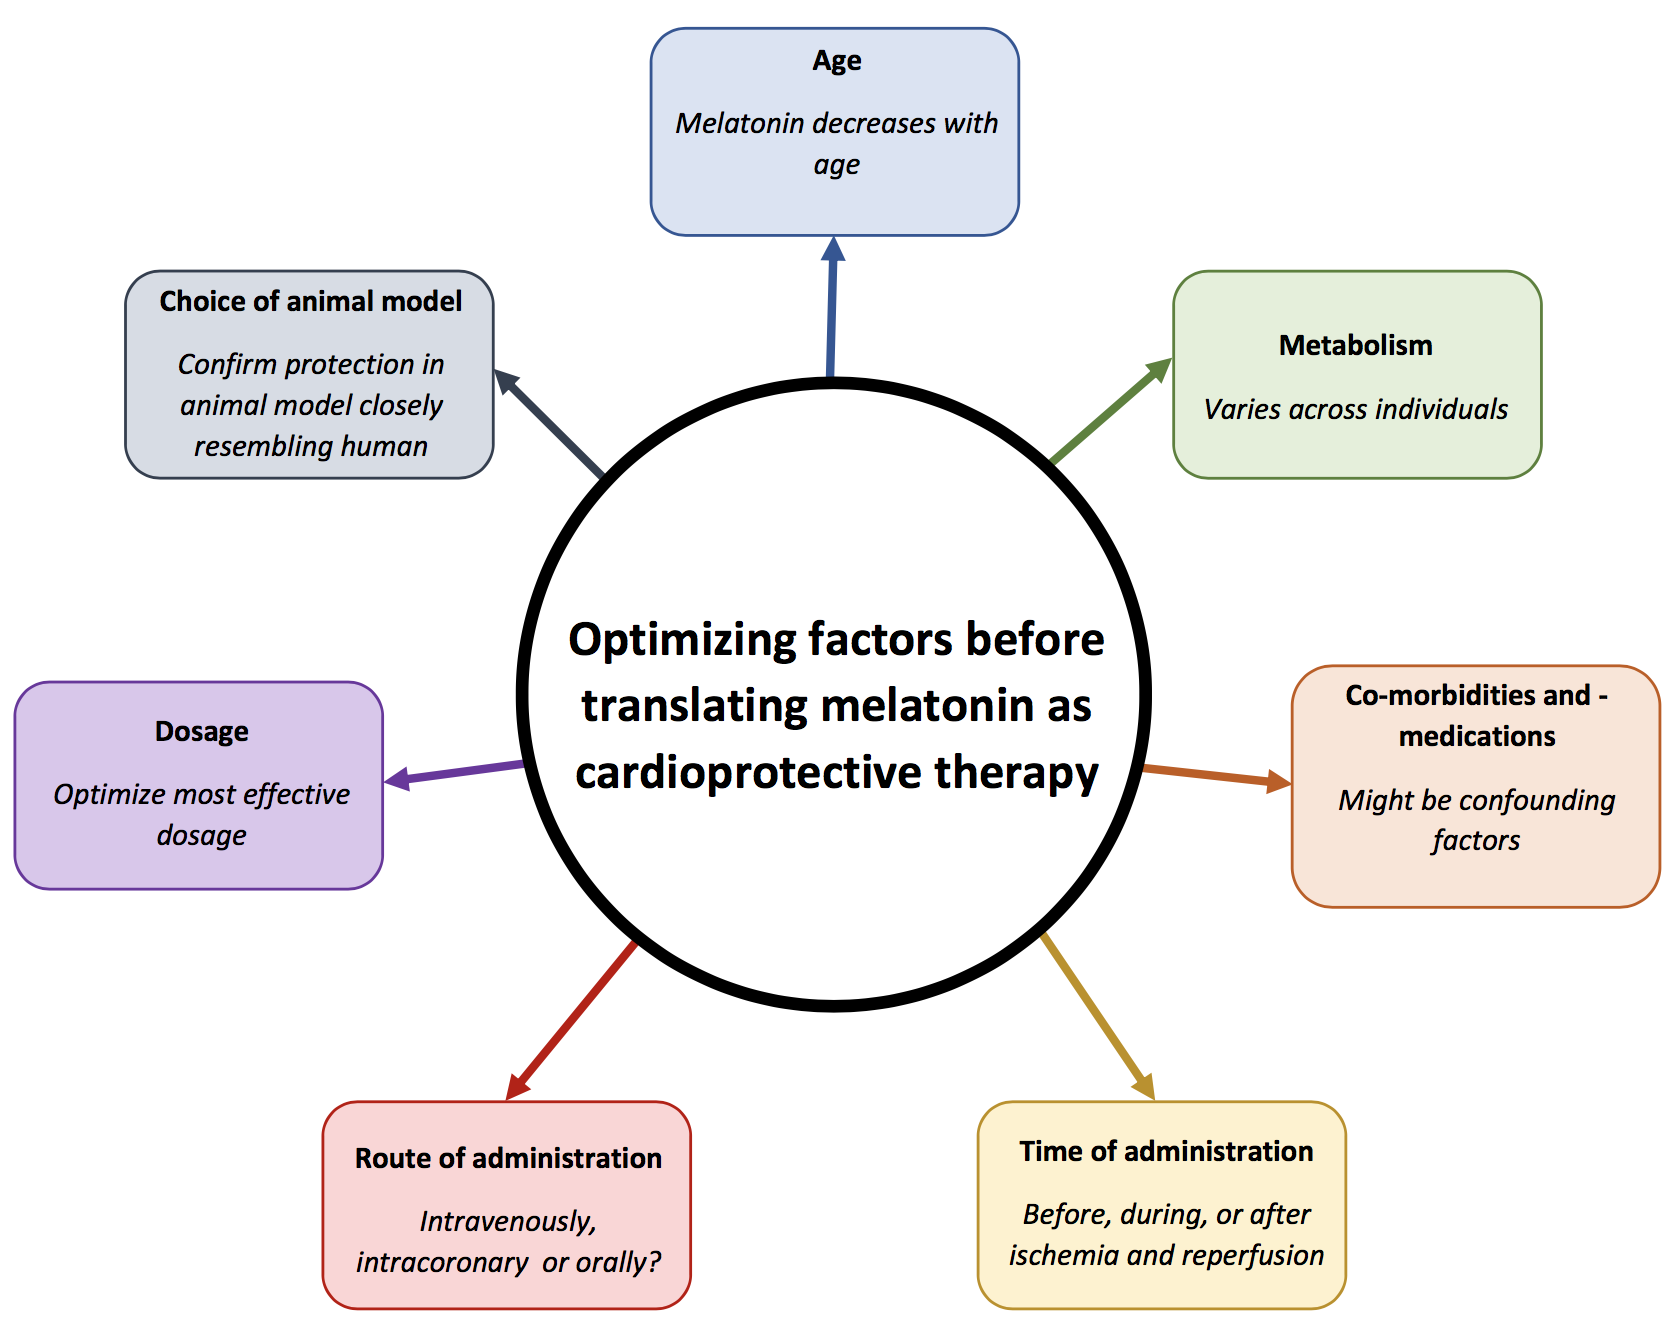 Age
Melatonin decreases with
age
Choice of animal model
Confirm protection in
animal model closely
resembling human
Metabolism
Varies across individuals
Optimizing factors before
translating melatonin as
cardioprotective therapy
Co-morbidities and -
medications
Might be confounding
factors
Dosage
Optimize most effective
dosage
Route of administration
Intravenously,
intracoronary  or orally?
Time of administration
Before, during, or after
ischemia and reperfusion